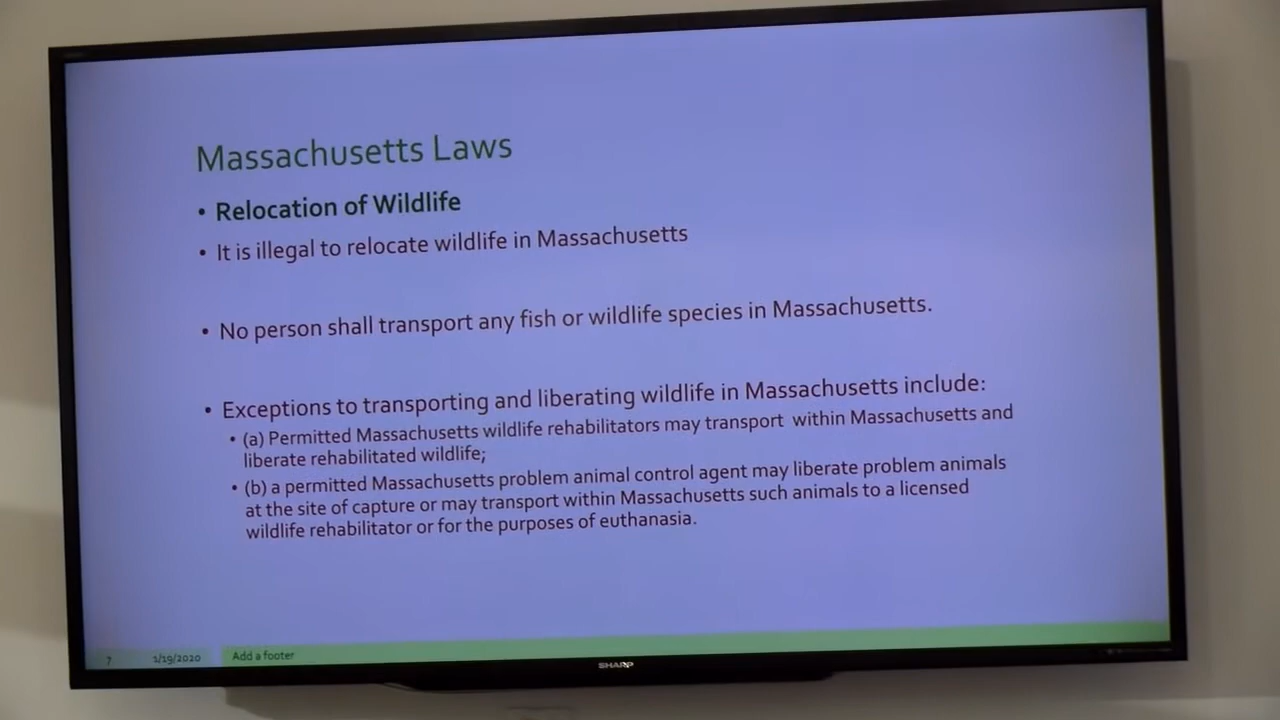 Massachusetts Laws
• Relocation of Wildlife
• It is illegal to relocate wildlife in Massachusetts
• No person shall transport any fish or wildlife species in Massachusetts.
• Exceptions to transporting and liberating wildlife in Massachusetts include:
• (a) Permitted Massachusetts wildlife rehabilitators may transport within Massachusetts and
liberate rehabilitated wildlife;
• (b) a permitted Massachusetts problem animal control agent may liberate problem animals
at the site of capture or may transport within Massachusetts such animals to a licensed
wildlife rehabilitator or for the purposes of euthanasia.
7 1/19/2020 Add a footer
SHARP